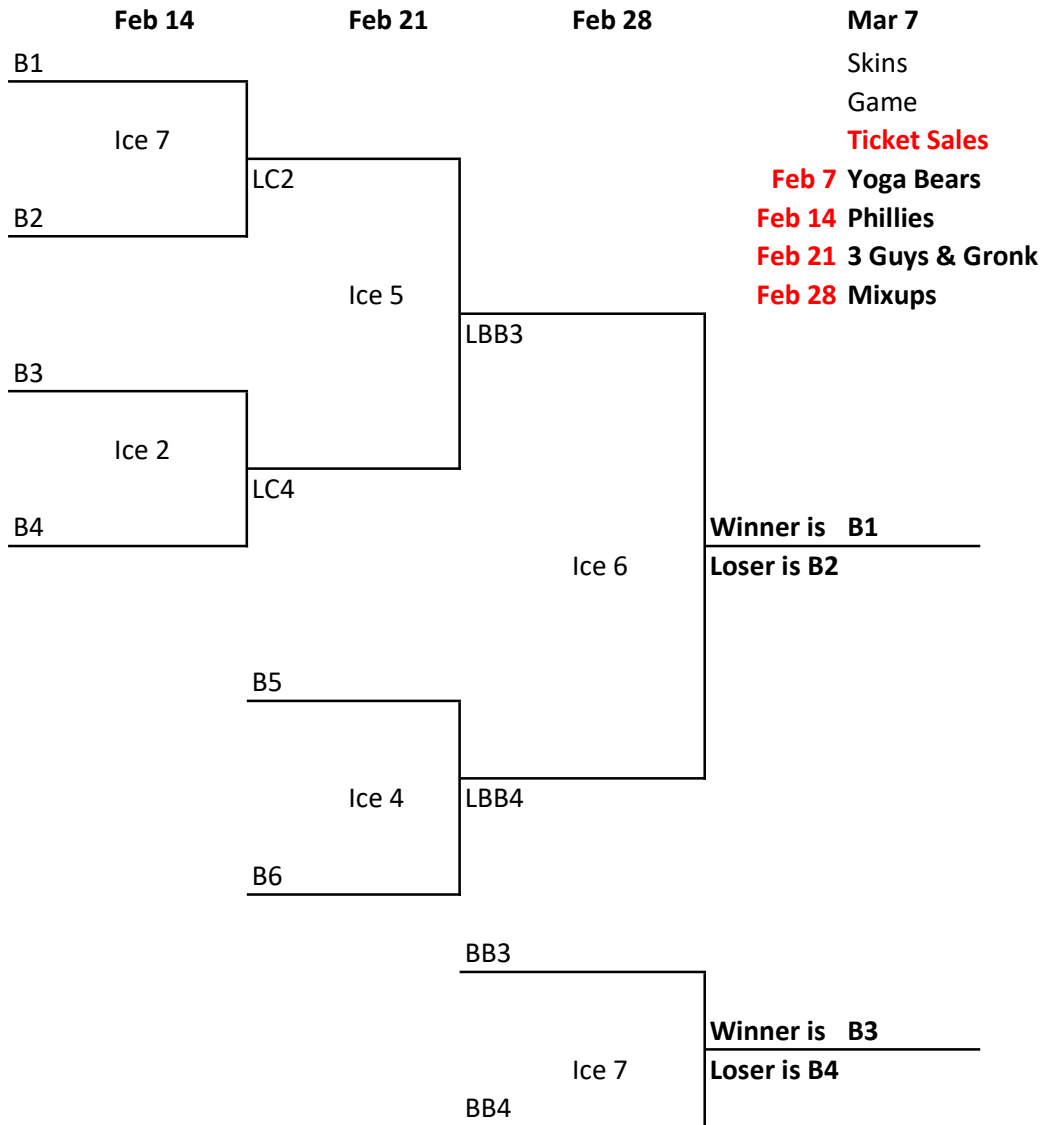 Feb 14 Feb 21 Feb 28 Mar 7
B1 Skins
Game
Ice 7 Ticket Sales
LC2 Feb 7 Yoga Bears
B2 Feb 14 Phillies
Feb 21 3 Guys & Gronk
Ice 5 Feb 28 Mixups
LBB3
B3
Ice 2
LC4
B4 Winner is B1
Ice 6 Loser is B2
B5
Ice 4 LBB4
B6
BB3
Winner is B3
Ice 7 Loser is B4
BB4